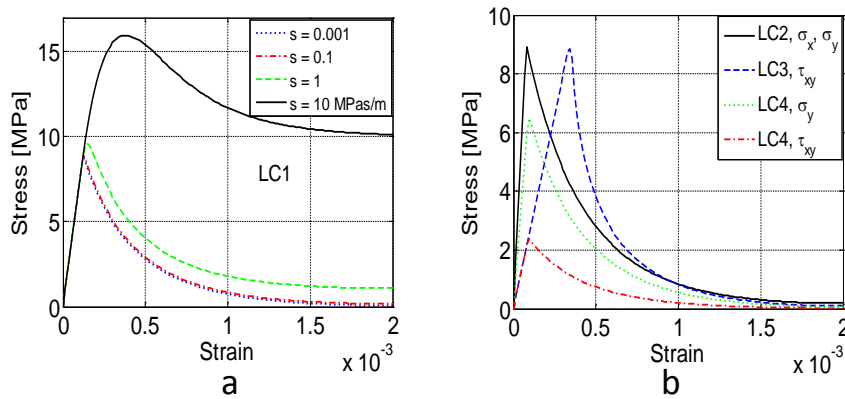 Stress [MPa]
15
10
5
0
s = 0.001
s = 0.1
s = 1
s = 10 MPas/m
LC1
0 0.5 1 1.5 2
Strain
x 10⁻³
a
Stress [MPa]
10
8
6
4
2
0
LC2, σx, σy
LC3, τxy
LC4, σy
LC4, τxy
0 0.5 1 1.5 2
Strain
x 10⁻³
b